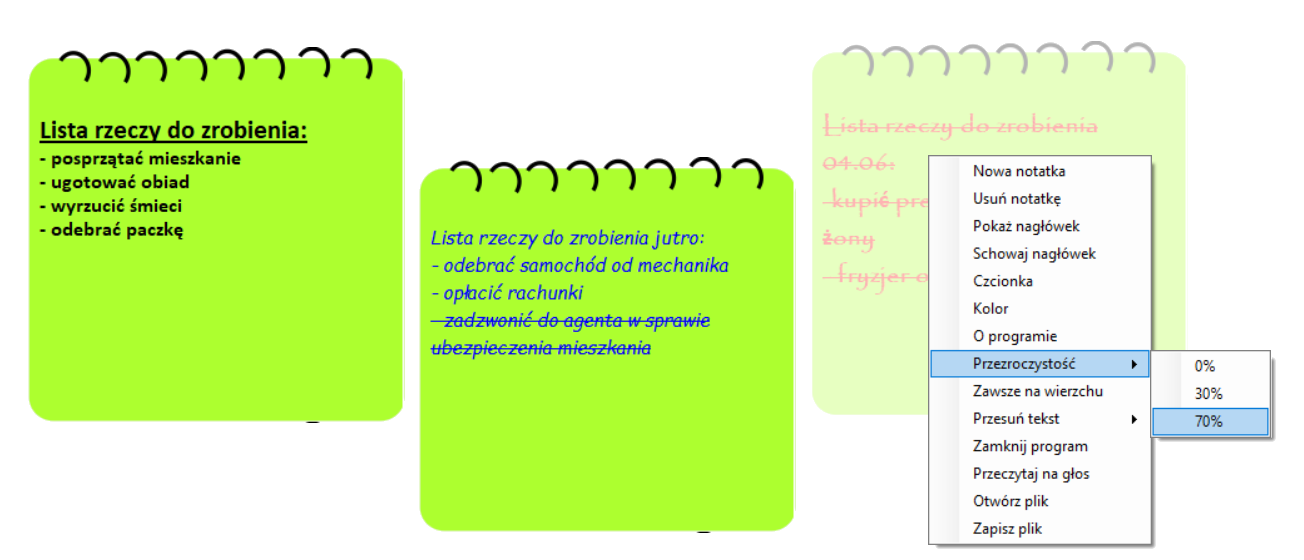 Lista rzeczy do zrobienia:
- posprzątać mieszkanie
- ugotować obiad
- wyrzucić śmieci
- odebrać paczkę
Lista rzeczy do zrobienia jutro:
- odebrać samochód od mechanika
- opłacić rachunki
- zadzwonić do agenta w sprawie
ubezpieczenia mieszkania
Lista rzeczy do zrobienia
04.06:
- kupić
żony
- fryzjer
Nowa notatka
Usuń notatkę
Pokaż nagłówek
Schowaj nagłówek
Czcionka
Kolor
O programie
Przezroczystość
Zawsze na wierzchu
Przesuń tekst
Zamknij program
Przeczytaj na głos
Otwórz plik
Zapisz plik
0%
30%
70%